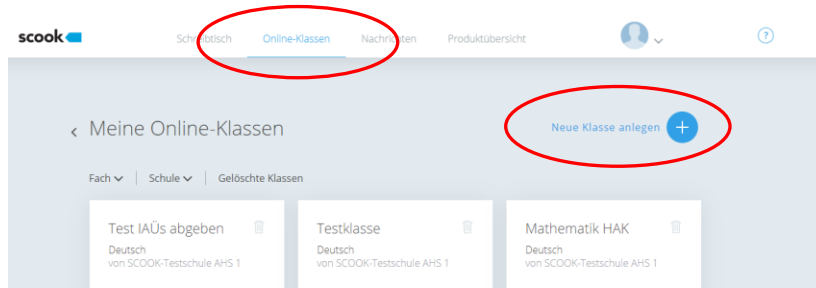 scook
Schreibtisch Online-Klassen Nachrichten Produktübersicht ?
Meine Online-Klassen Neue Klasse anlegen
Fach Schule Gelöschte Klassen
Test IAÜs abgeben Testklasse Mathematik HAK
Deutsch Deutsch Deutsch
von SCOOK-Testschule AHS 1 von SCOOK-Testschule AHS 1 von SCOOK-Testschule AHS 1